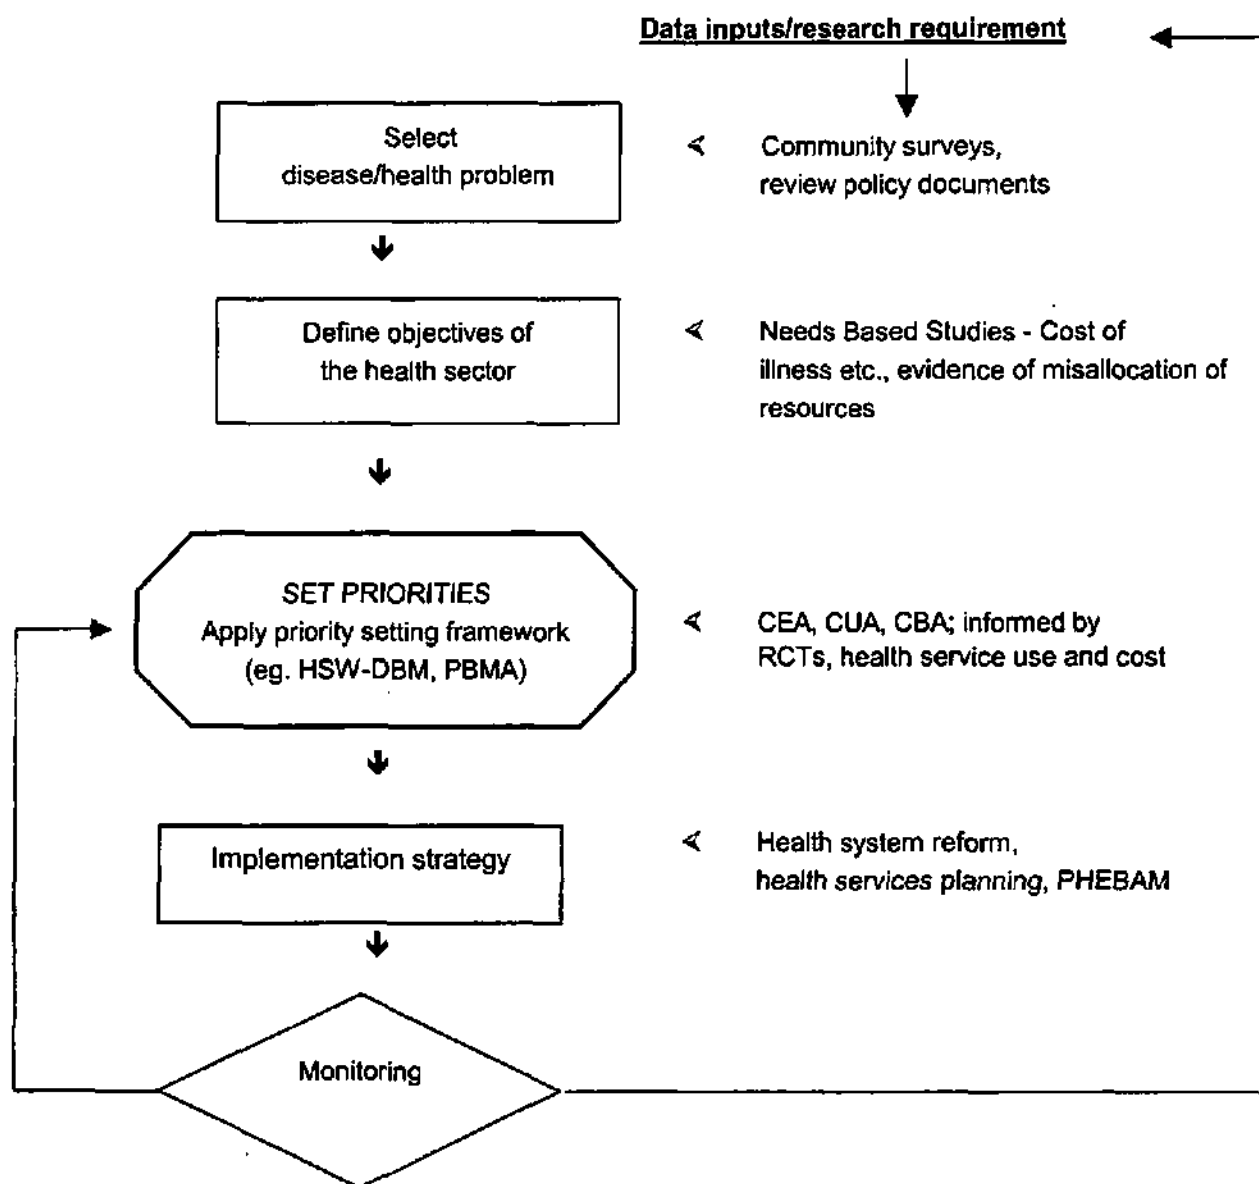 Data inputs/research requirement
Select
disease/health problem
Community surveys,
review policy documents
Define objectives of
the health sector
Needs Based Studies - Cost of
illness etc., evidence of misallocation of
resources
SET PRIORITIES
Apply priority setting framework
(eg. HSW-DBM, PBMA)
CEA, CUA, CBA; informed by
RCTs, health service use and cost
Implementation strategy
Health system reform,
health services planning, PHEBAM
Monitoring